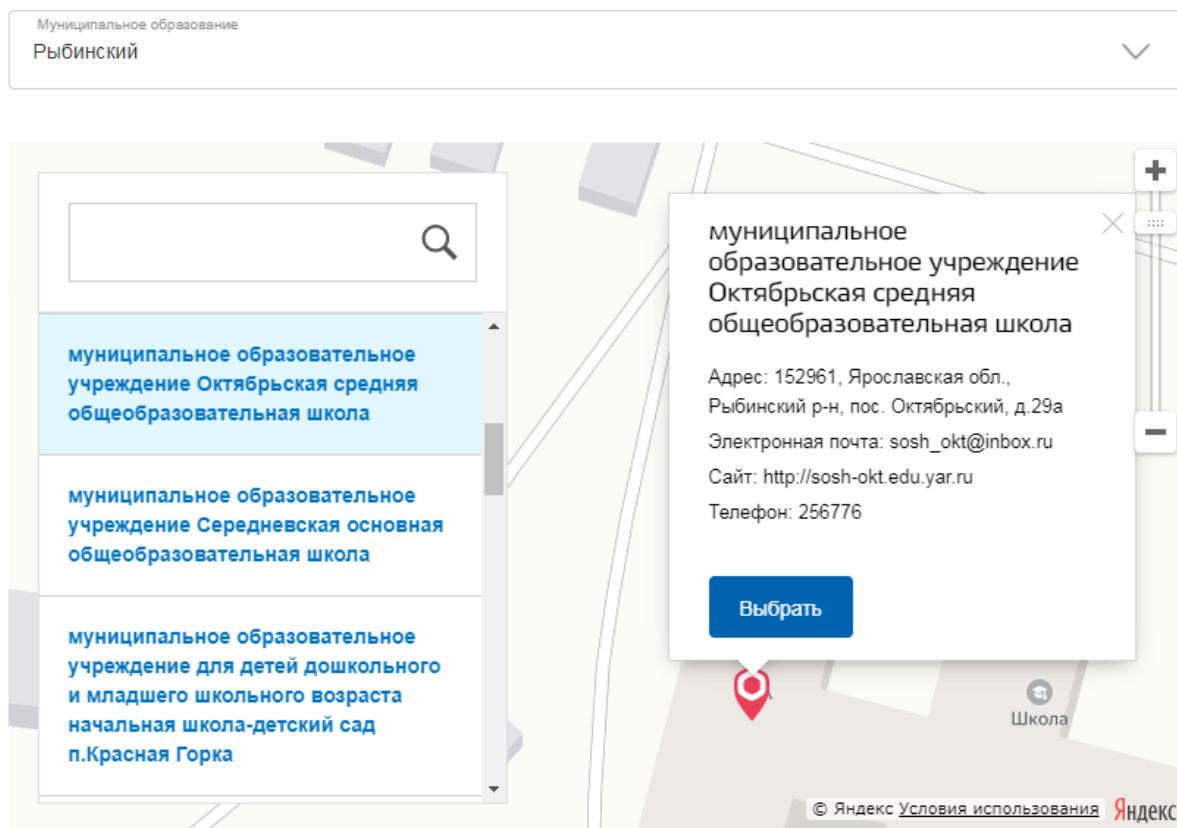 Муниципальное образование
Рыбинский
муниципальное образовательное
учреждение Октябрьская средняя
общеобразовательная школа
муниципальное образовательное
учреждение Середневская основная
общеобразовательная школа
муниципальное образовательное
учреждение для детей дошкольного
и младшего школьного возраста
начальная школа-детский сад
п.Красная Горка
муниципальное
образовательное учреждение
Октябрьская средняя
общеобразовательная школа
Адрес: 152961, Ярославская обл.,
Рыбинский р-н, пос. Октябрьский, д.29а
Электронная почта: sosh_okt@inbox.ru
Сайт: http://sosh-okt.edu.yar.ru
Телефон: 256776
Выбрать
Школа
© Яндекс Условия использования Яндекс